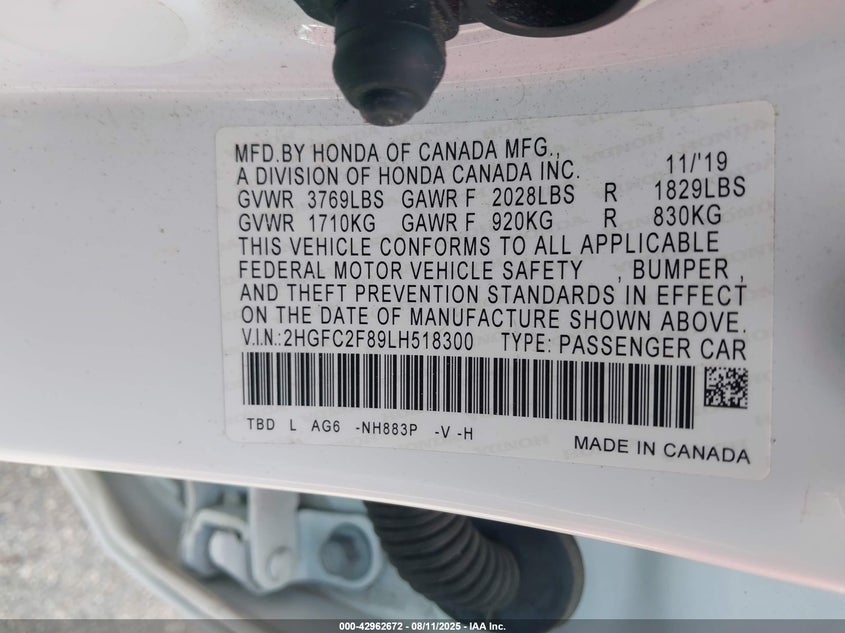 MFD.BY HONDA OF CANADA MFG.,
A DIVISION OF HONDA CANADA INC. 11/'19
GVWR 3769LBS GAWR F 2028LBS R 1829LBS
GVWR 1710KG GAWR F 920KG R 830KG
THIS VEHICLE CONFORMS TO ALL APPLICABLE
FEDERAL MOTOR VEHICLE SAFETY , BUMPER ,
AND THEFT PREVENTION STANDARDS IN EFFECT
ON THE DATE OF MANUFACTURE SHOWN ABOVE.
V.I.N.:2HGFC2F89LH518300 TYPE: PASSENGER CAR
TBD L AG6 -NH883P -V -H
MADE IN CANADA
000-42962672 - 08/11/2025 - IAA Inc.